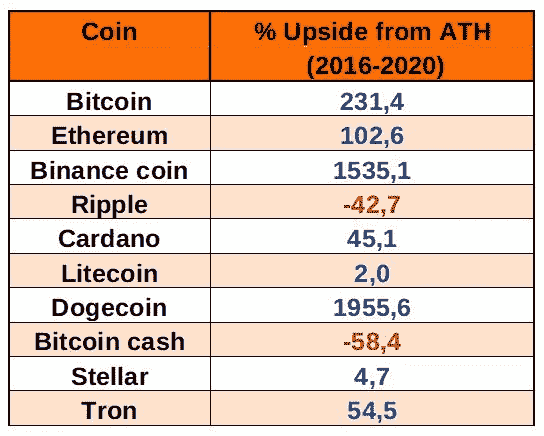 Coin % Upside from ATH
(2016-2020)
Bitcoin 231,4
Ethereum 102,6
Binance coin 1535,1
Ripple -42,7
Cardano 45,1
Litecoin 2,0
Dogecoin 1955,6
Bitcoin cash -58,4
Stellar 4,7
Tron 54,5